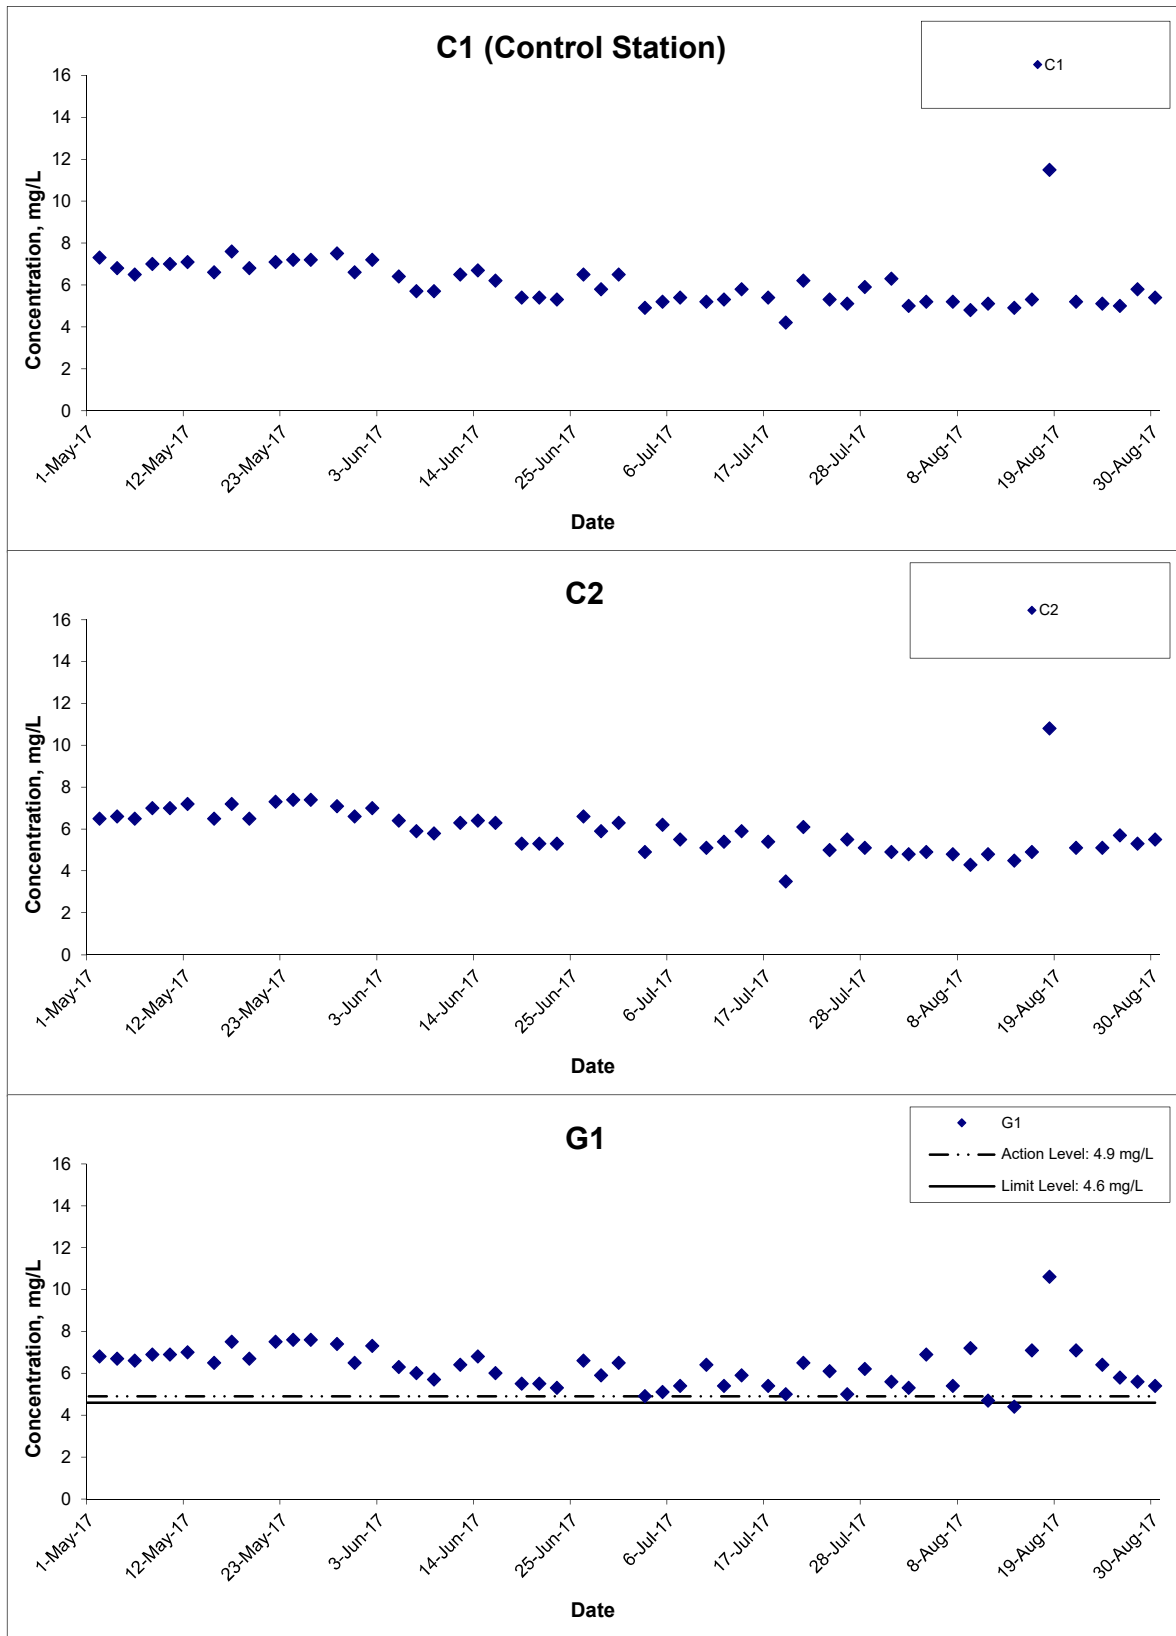 C1 (Control Station)
C1
Concentration, mg/L
16
14
12
10
8
6
4
2
0
1-May-17
12-May-17
23-May-17
3-Jun-17
14-Jun-17
25-Jun-17
6-Jul-17
17-Jul-17
28-Jul-17
8-Aug-17
19-Aug-17
30-Aug-17
Date
C2
C2
Concentration, mg/L
16
14
12
10
8
6
4
2
0
1-May-17
12-May-17
23-May-17
3-Jun-17
14-Jun-17
25-Jun-17
6-Jul-17
17-Jul-17
28-Jul-17
8-Aug-17
19-Aug-17
30-Aug-17
Date
G1
G1
Action Level: 4.9 mg/L
Limit Level: 4.6 mg/L
Concentration, mg/L
16
14
12
10
8
6
4
2
0
1-May-17
12-May-17
23-May-17
3-Jun-17
14-Jun-17
25-Jun-17
6-Jul-17
17-Jul-17
28-Jul-17
8-Aug-17
19-Aug-17
30-Aug-17
Date